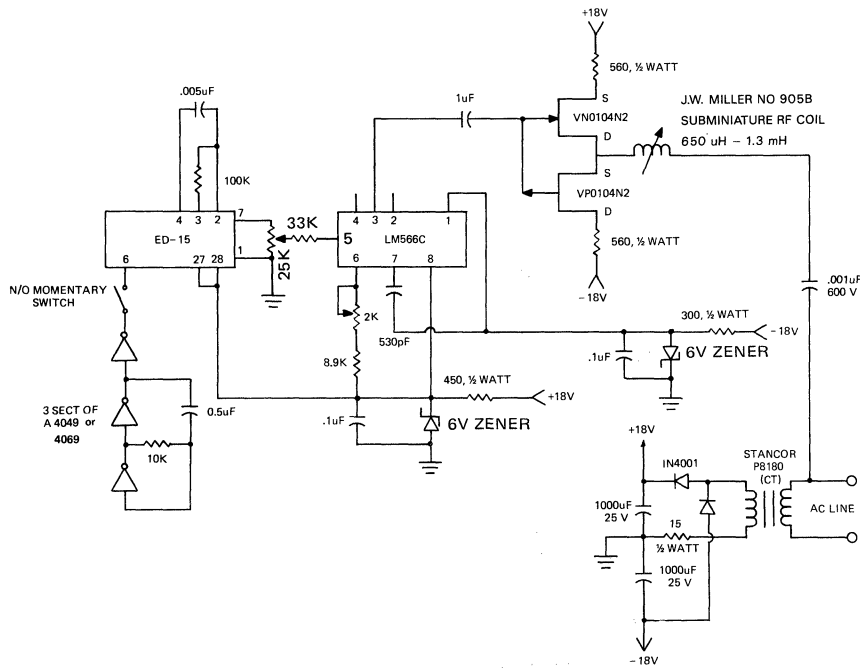 +18V
560, ½ WATT
.005uF
1uF
S
VN0104N2
D
J.W. MILLER NO 905B
SUBMINIATURE RF COIL
650 uH – 1.3 mH
100K
S
VP0104N2
D
4 3 2 7
ED-15
1
6 27 28
25K
33K
4 3 2 1
5 LM566C
6 7 8
560, ½ WATT
–18V
.001uF
600 V
N/O MOMENTARY
SWITCH
2K
530pF
8.9K
300, ½ WATT
–18V
.1uF
6V ZENER
3 SECT OF
A 4049 or
4069
0.5uF
10K
450, ½ WATT
+18V
.1uF
6V ZENER
+18V
IN4001
STANCOR
P8180
(CT)
AC LINE
1000uF
25 V
15
½ WATT
1000uF
25 V
–18V